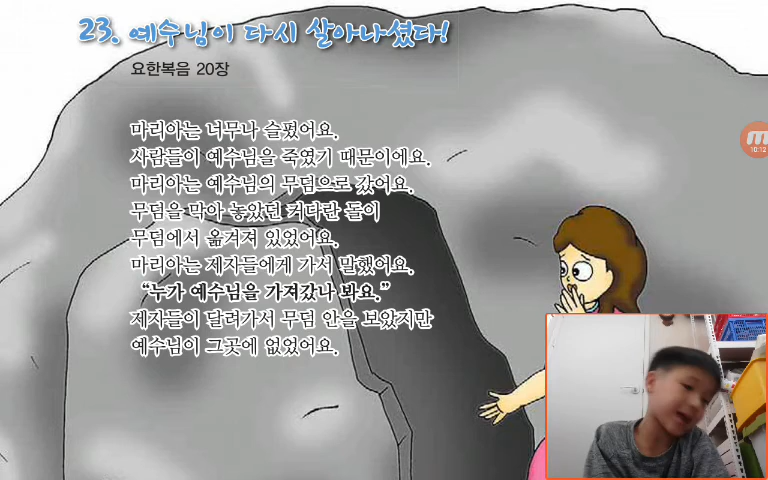 23. 예수님이 다시 살아나셨다!
요한복음 20장
마리아는 너무나 슬펐어요.
사람들이 예수님을 죽였기 때문이에요.
마리아는 예수님의 무덤으로 갔어요.
무덤을 막아 놓았던 커다란 돌이
무덤에서 옮겨져 있었어요.
마리아는 제자들에게 가서 말했어요.
“누가 예수님을 가져갔나 봐요.”
제자들이 달려가서 무덤 안을 보았지만
예수님이 그곳에 없었어요.
M
10:12